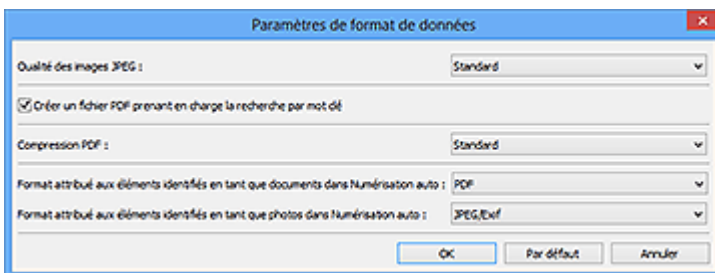 Paramètres de format de données
Qualité des images JPEG : Standard
Créer un fichier PDF prenant en charge la recherche par mot clé
Compression PDF : Standard
Format attribué aux éléments identifiés en tant que documents dans Numérisation auto : PDF
Format attribué aux éléments identifiés en tant que photos dans Numérisation auto : JPEG/Exif
OK Par défaut Annuler